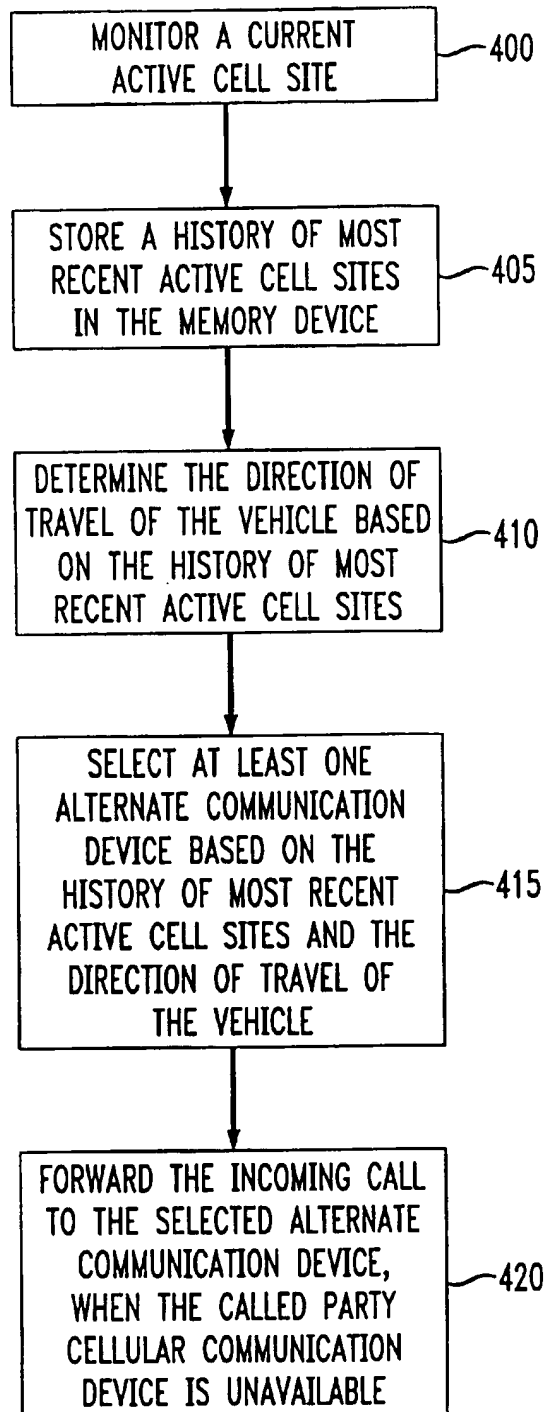 MONITOR A CURRENT
ACTIVE CELL SITE
400
STORE A HISTORY OF MOST
RECENT ACTIVE CELL SITES
IN THE MEMORY DEVICE
405
DETERMINE THE DIRECTION OF
TRAVEL OF THE VEHICLE BASED
ON THE HISTORY OF MOST
RECENT ACTIVE CELL SITES
410
SELECT AT LEAST ONE
ALTERNATE COMMUNICATION
DEVICE BASED ON THE
HISTORY OF MOST RECENT
ACTIVE CELL SITES AND THE
DIRECTION OF TRAVEL OF
THE VEHICLE
415
FORWARD THE INCOMING CALL
TO THE SELECTED ALTERNATE
COMMUNICATION DEVICE,
WHEN THE CALLED PARTY
CELLULAR COMMUNICATION
DEVICE IS UNAVAILABLE
420